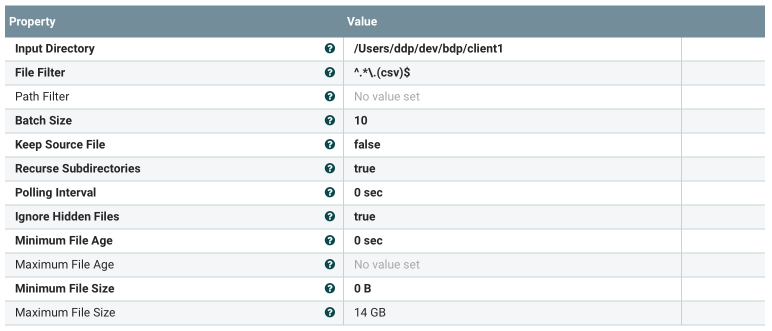 Property Value
Input Directory /Users/ddp/dev/bdp/client1
File Filter ^.*\.(csv)$
Path Filter No value set
Batch Size 10
Keep Source File false
Recurse Subdirectories true
Polling Interval 0 sec
Ignore Hidden Files true
Minimum File Age 0 sec
Maximum File Age No value set
Minimum File Size 0 B
Maximum File Size 14 GB